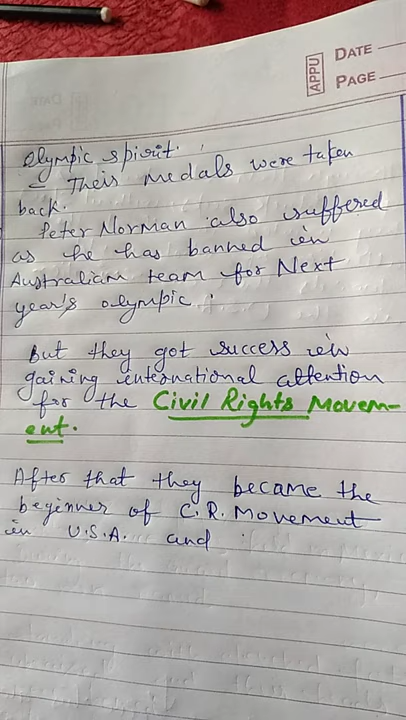 APPU
DATE
PAGE
Olympic spirit.
- Their medals were taken
back.
Peter Norman also suffered
as he has banned in
Australian team for Next
year's olympic.
But they got success in
gaining international attention
for the Civil Rights Movem-
ent.
After that they became the
beginner of C.R. Movement
in U.S.A. and